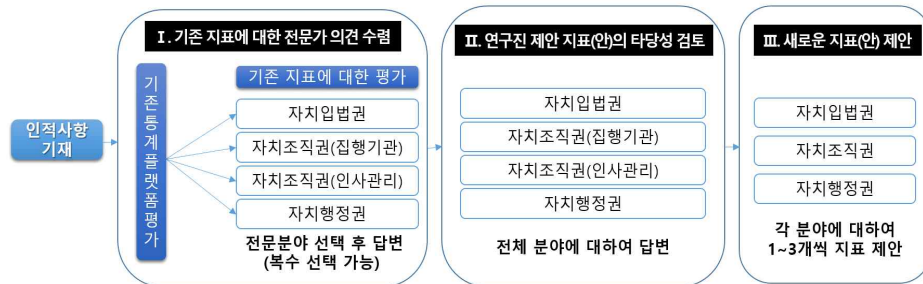 Ⅰ. 기존 지표에 대한 전문가 의견 수렴
Ⅱ. 연구진 제안 지표(안)의 타당성 검토
Ⅲ. 새로운 지표(안) 제안
인적사항
기재
기존통계플랫폼평가
기존 지표에 대한 평가
자치입법권
자치조직권(집행기관)
자치조직권(인사관리)
자치행정권
전문분야 선택 후 답변
(복수 선택 가능)
자치입법권
자치조직권(집행기관)
자치조직권(인사관리)
자치행정권
전체 분야에 대하여 답변
자치입법권
자치조직권
자치행정권
각 분야에 대하여
1~3개씩 지표 제안